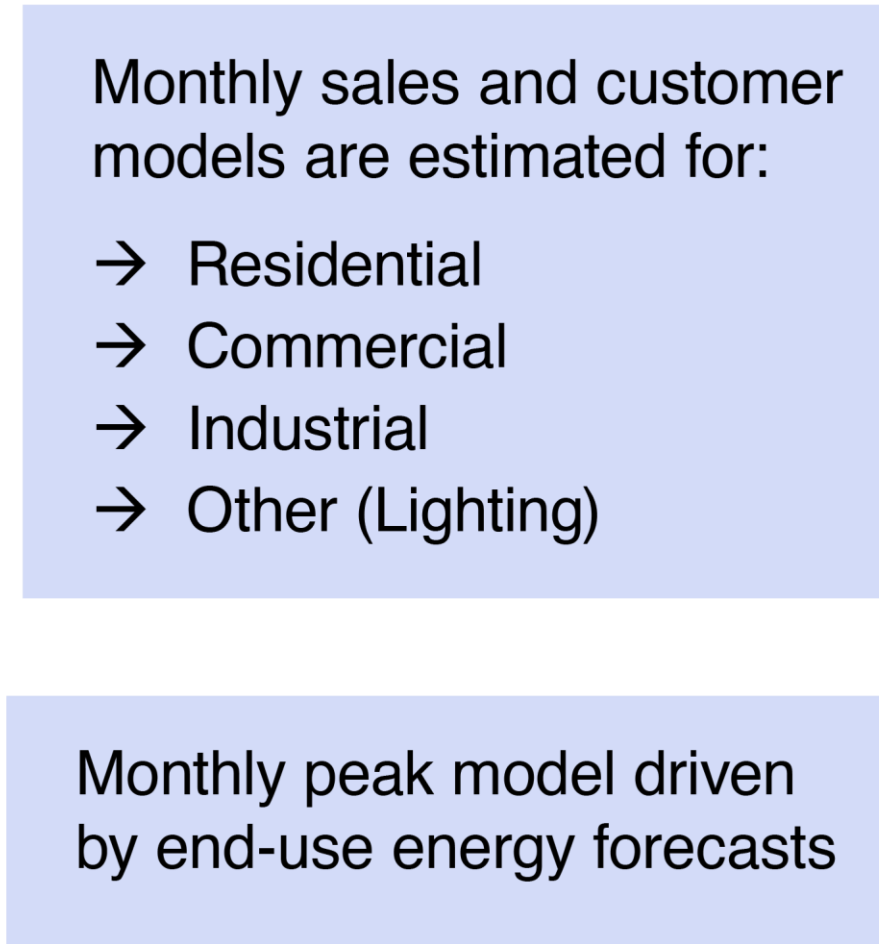 Monthly sales and customer
models are estimated for:
→ Residential
→ Commercial
→ Industrial
→ Other (Lighting)
Monthly peak model driven
by end-use energy forecasts